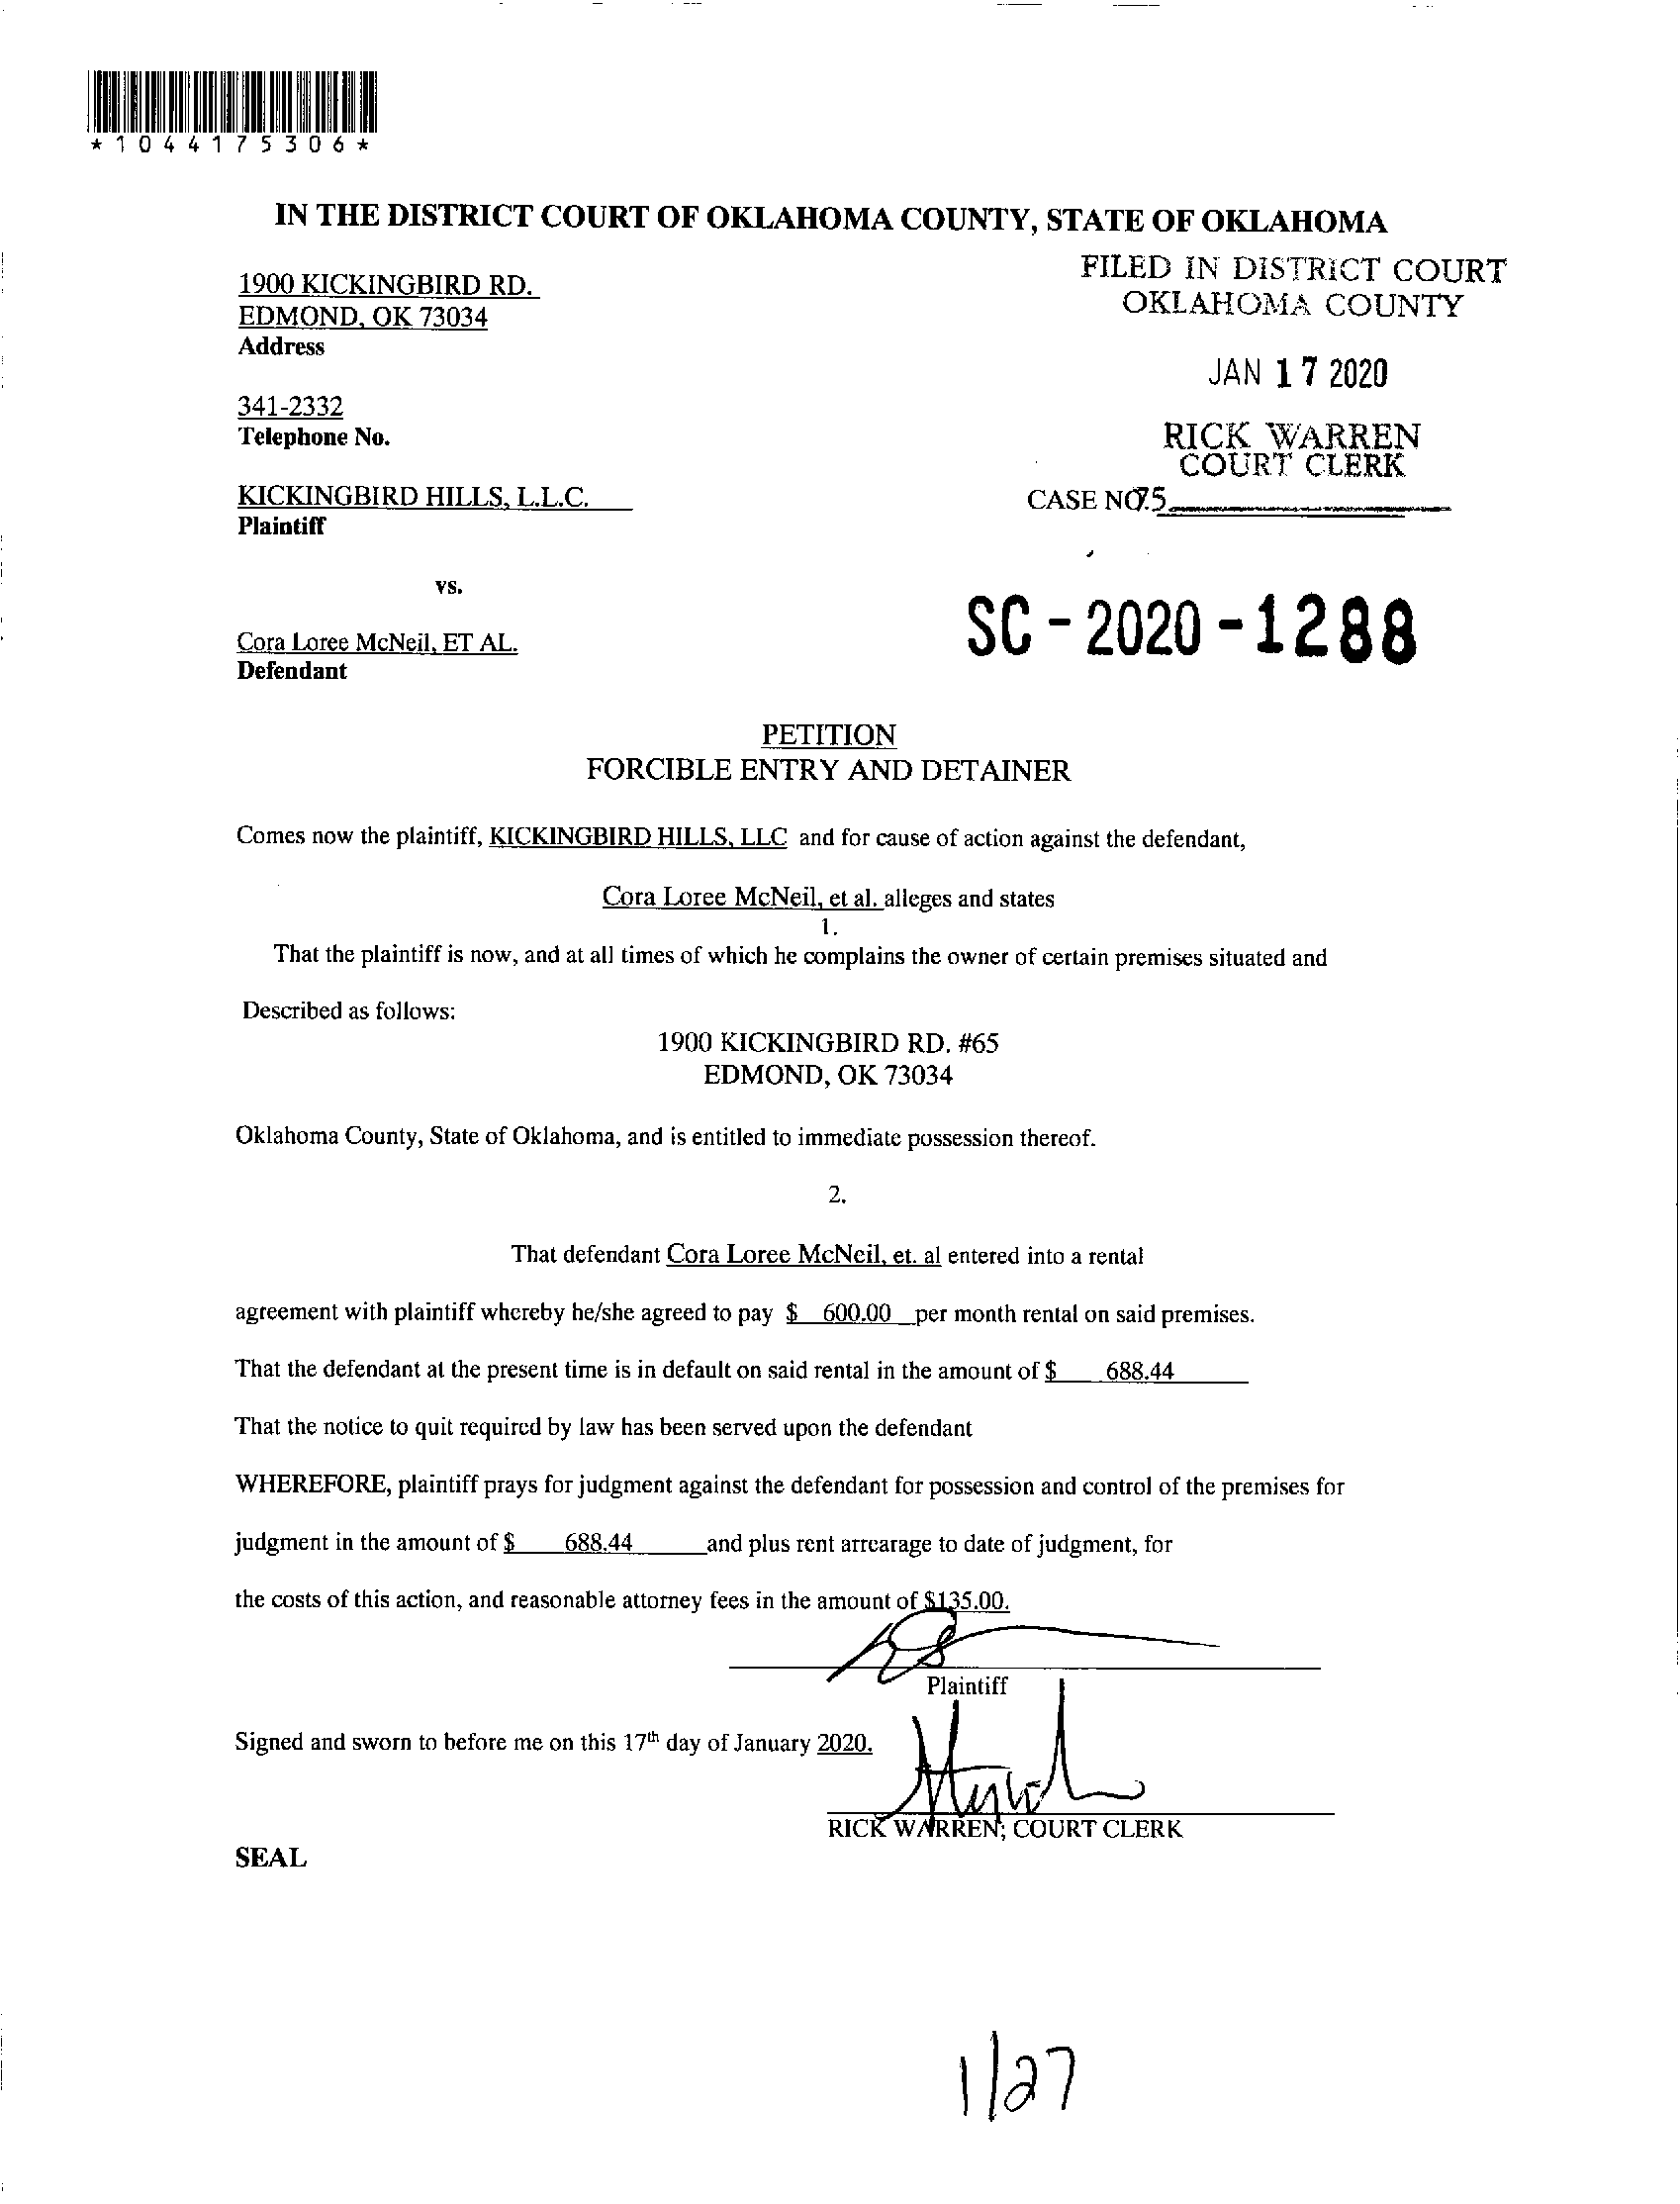 *1044175306*
IN THE DISTRICT COURT OF OKLAHOMA COUNTY, STATE OF OKLAHOMA
FILED IN DISTRICT COURT
OKLAHOMA COUNTY
1900 KICKINGBIRD RD.
EDMOND, OK 73034
Address
JAN 17 2020
341-2332
Telephone No.
RICK WARREN
COURT CLERK
KICKINGBIRD HILLS, L.L.C.
Plaintiff
CASE NO.
75
vs.
SC-2020-1288
Cora Loree McNeil, ET AL.
Defendant
PETITION
FORCIBLE ENTRY AND DETAINER
Comes now the plaintiff, KICKINGBIRD HILLS, LLC and for cause of action against the defendant,
Cora Loree McNeil, et al. alleges and states
1.
That the plaintiff is now, and at all times of which he complains the owner of certain premises situated and
Described as follows:
1900 KICKINGBIRD RD. #65
EDMOND, OK 73034
Oklahoma County, State of Oklahoma, and is entitled to immediate possession thereof.
2.
That defendant Cora Loree McNeil, et. al entered into a rental
agreement with plaintiff whereby he/she agreed to pay $ 600.00 per month rental on said premises.
That the defendant at the present time is in default on said rental in the amount of $ 688.44
That the notice to quit required by law has been served upon the defendant
WHEREFORE, plaintiff prays for judgment against the defendant for possession and control of the premises for
judgment in the amount of $ 688.44 and plus rent arrearage to date of judgment, for
the costs of this action, and reasonable attorney fees in the amount of $135.00.
Plaintiff
Signed and sworn to before me on this 17th day of January 2020.
RICK WARREN; COURT CLERK
SEAL
1/27